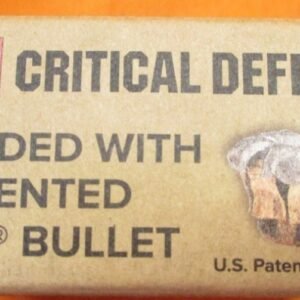 CRITICAL DEFE
DED WITH
ENTED
® BULLET
U.S. Paten